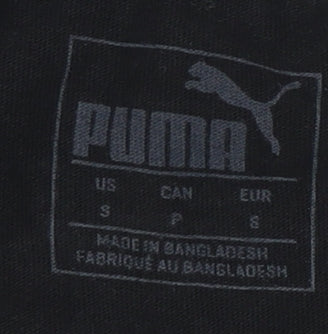 PUMA
US CAN EUR
S P S
MADE IN BANGLADESH
FABRIQUÉ AU BANGLADESH